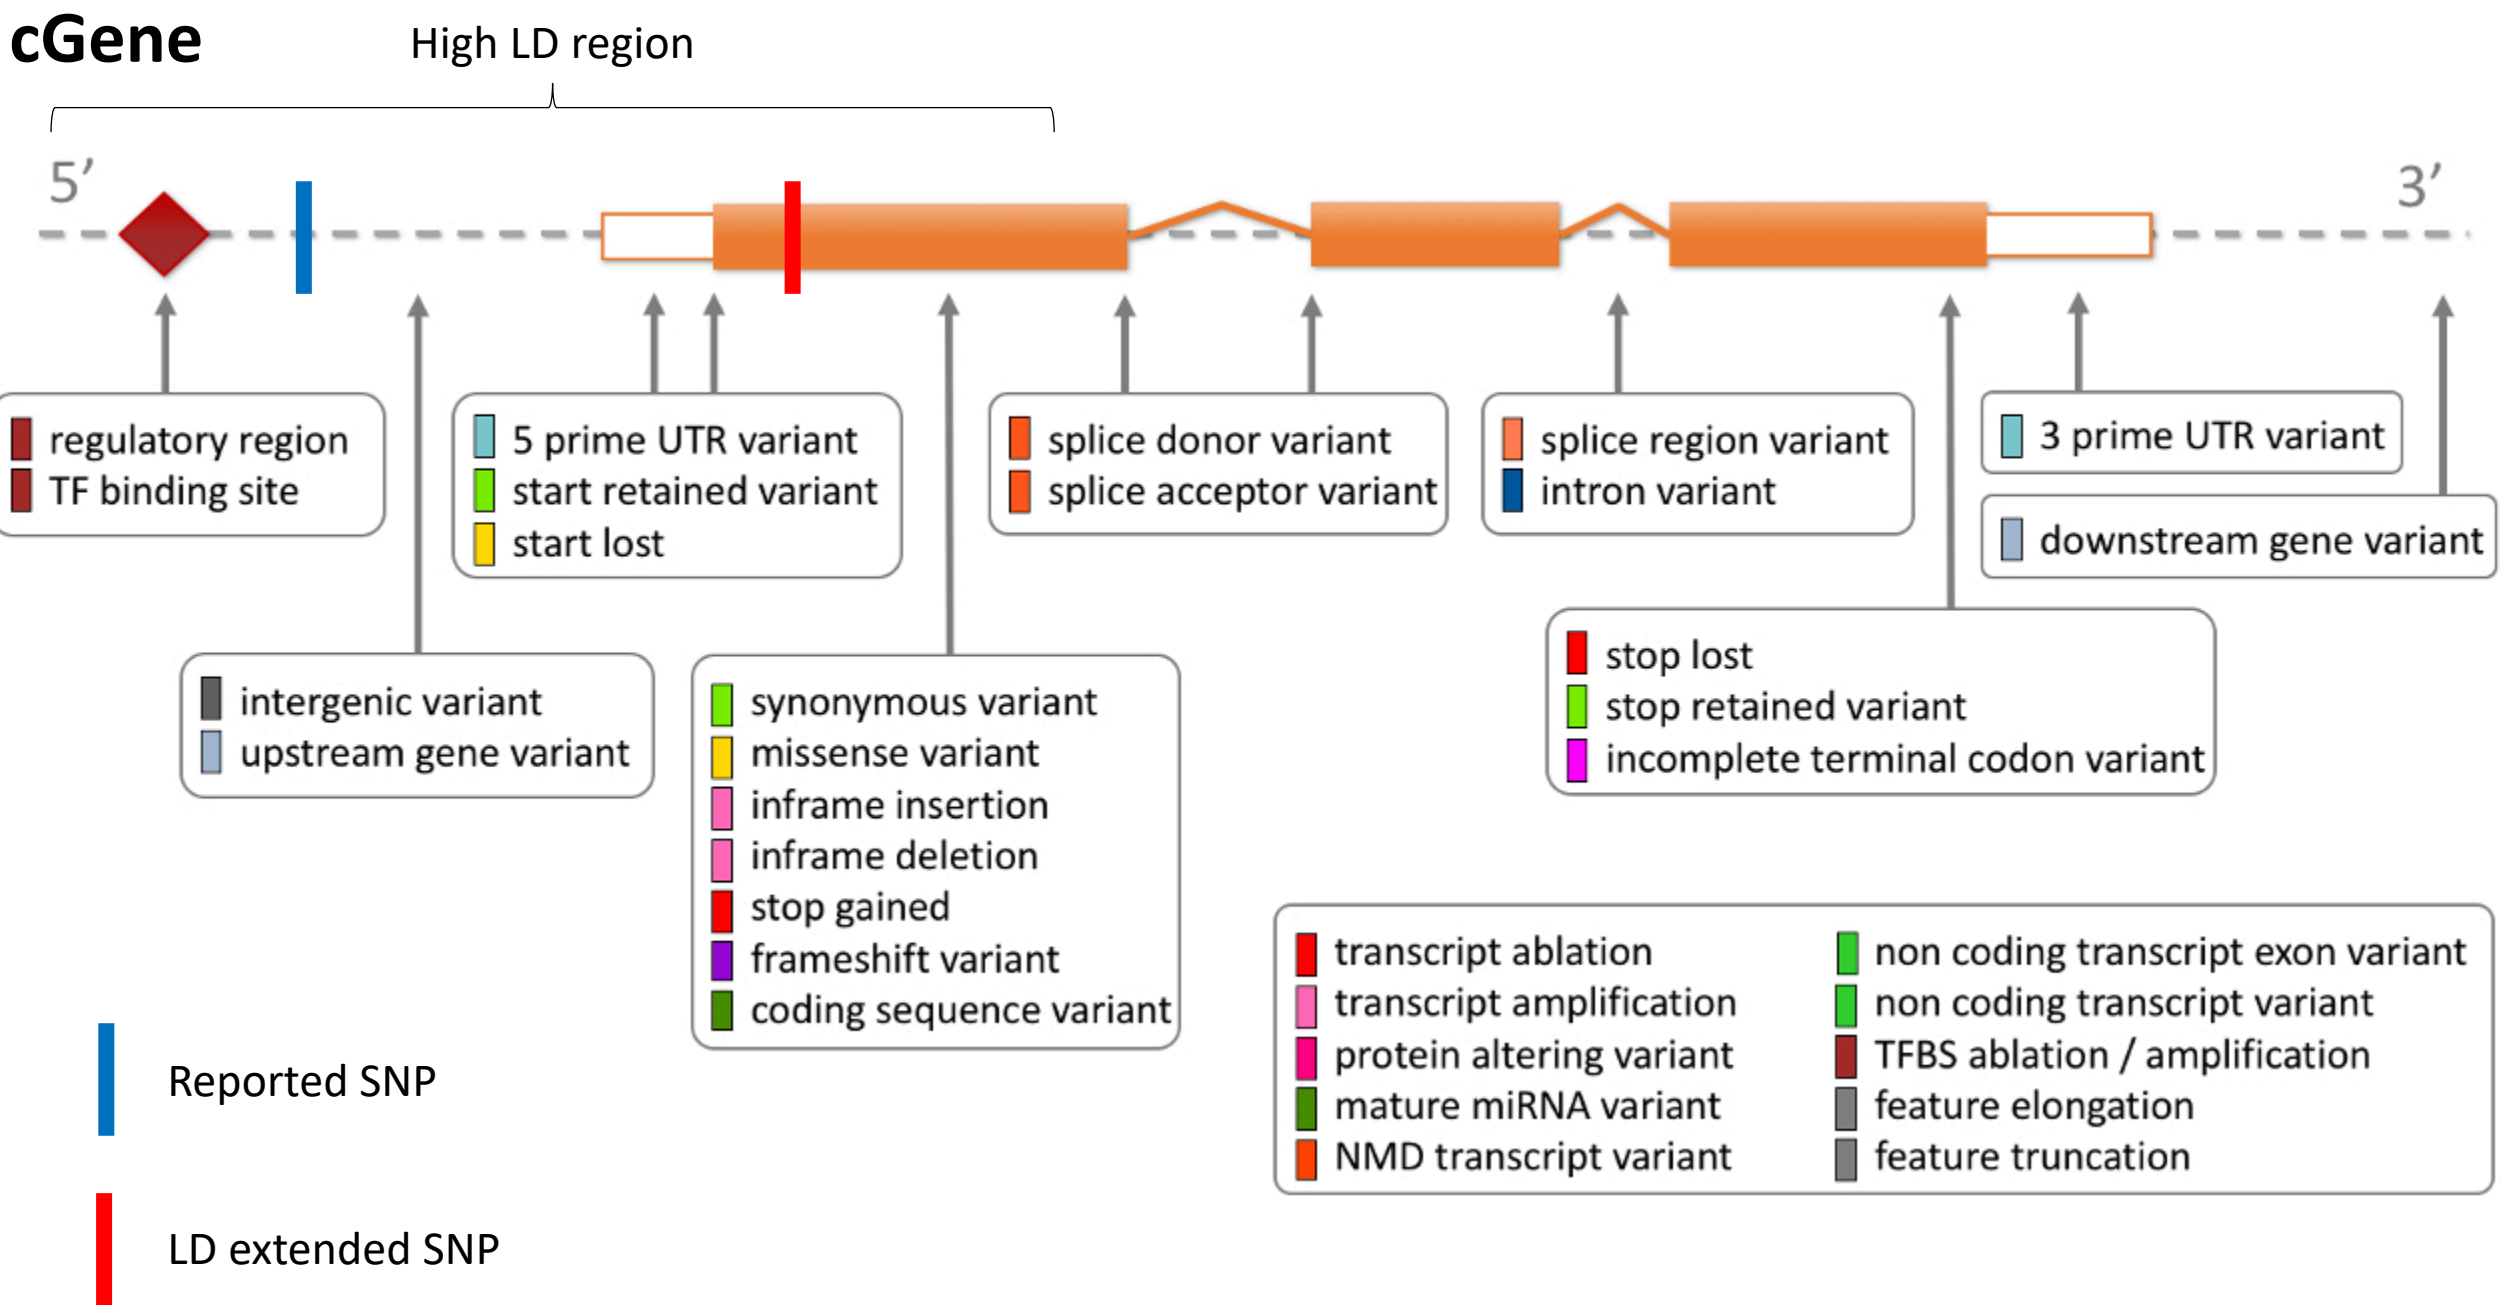 cGene
High LD region
5’
3’
regulatory region
TF binding site
5 prime UTR variant
start retained variant
start lost
splice donor variant
splice acceptor variant
splice region variant
intron variant
3 prime UTR variant
downstream gene variant
intergenic variant
upstream gene variant
synonymous variant
missense variant
inframe insertion
inframe deletion
stop gained
frameshift variant
coding sequence variant
stop lost
stop retained variant
incomplete terminal codon variant
transcript ablation
transcript amplification
protein altering variant
mature miRNA variant
NMD transcript variant
non coding transcript exon variant
non coding transcript variant
TFBS ablation / amplification
feature elongation
feature truncation
Reported SNP
LD extended SNP